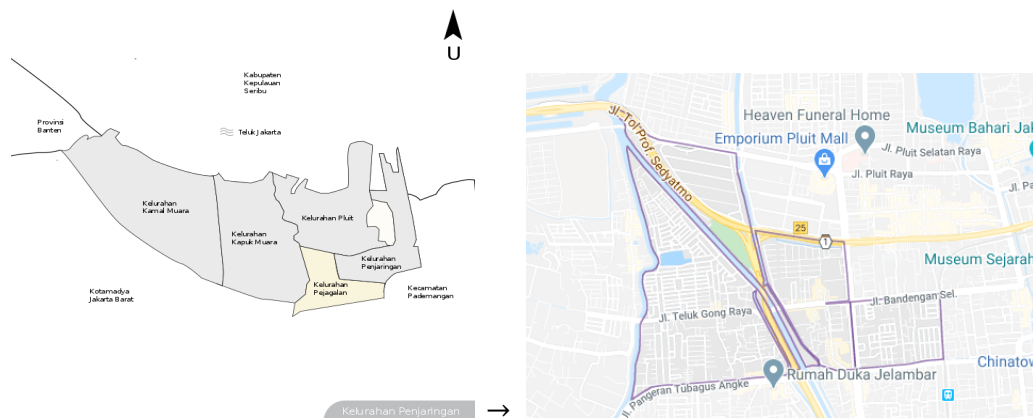 U
Kabupaten
Kepulauan
Seribu
Provinsi
Banten
Teluk Jakarta
Kelurahan
Kamal Muara
Kelurahan Pluit
Kelurahan
Kapuk Muara
Kelurahan
Penjaringan
Kelurahan
Pejagalan
Kotamadya
Jakarta Barat
Kecamatan
Pademangan
Kelurahan Penjaringan
→
Jl. Tol Prof. Sedyatmo
Heaven Funeral Home
Emporium Pluit Mall
Museum Bahari Jak
Jl. Pluit Selatan Raya
Jl. Pluit Raya
Jl. Pa
25
1
Museum Sejarah
Jl. Bandengan Sel.
Jl. Teluk Gong Raya
Chinatow
Rumah Duka Jelambar
Jl. Pangeran Tubagus Angke